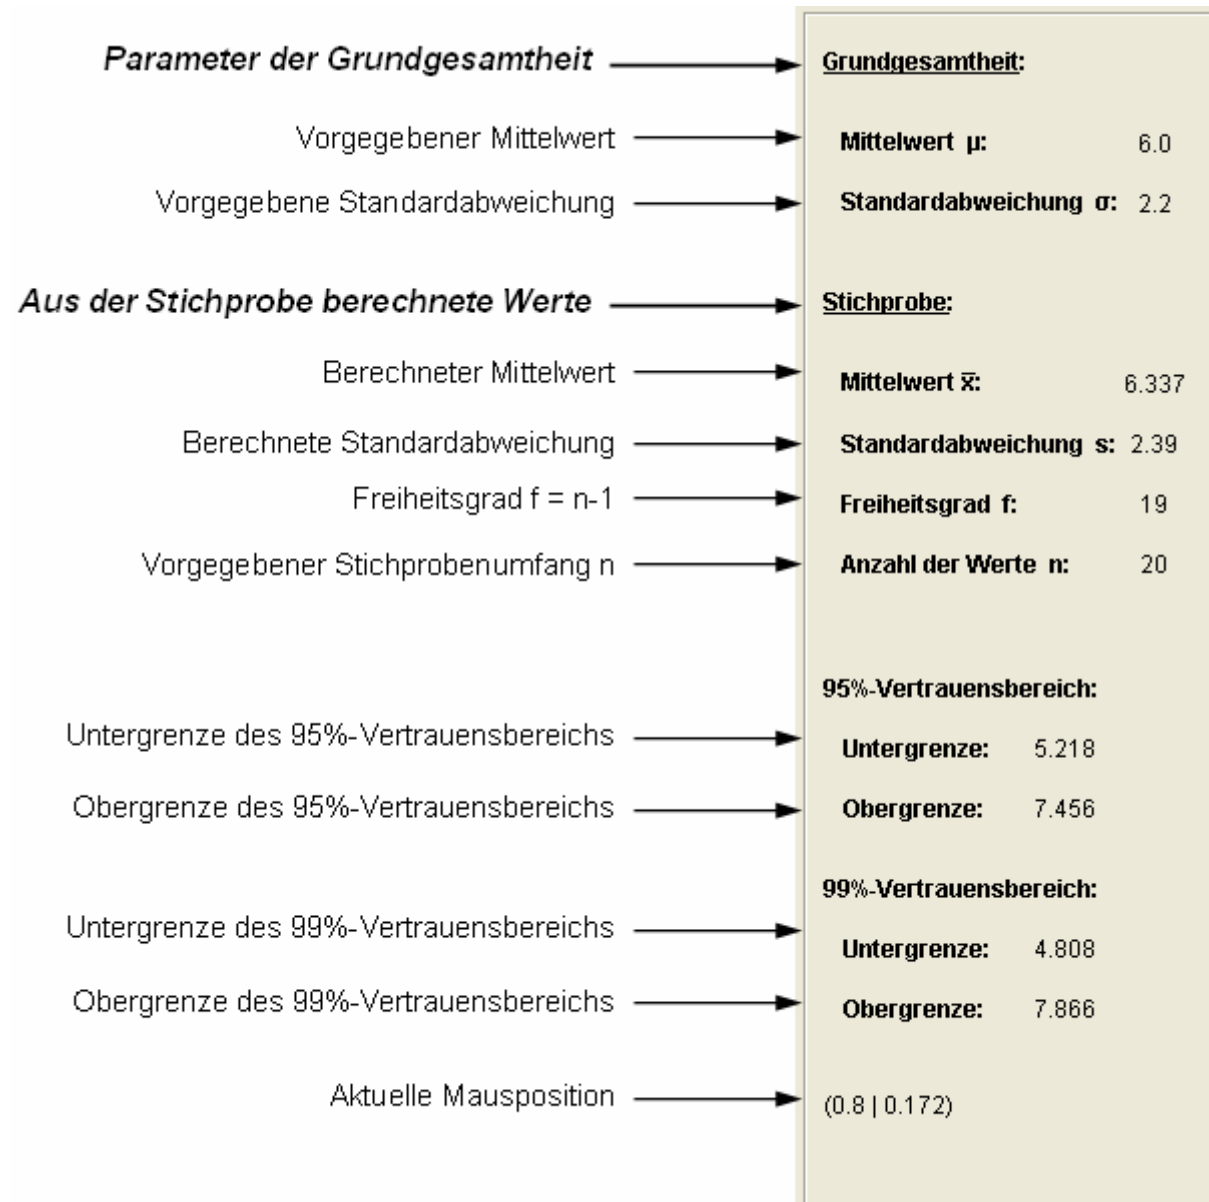 Parameter der Grundgesamtheit
Grundgesamtheit:
Vorgegebener Mittelwert
Mittelwert μ: 6.0
Vorgegebene Standardabweichung
Standardabweichung σ: 2.2
Aus der Stichprobe berechnete Werte
Stichprobe:
Berechneter Mittelwert
Mittelwert x̅: 6.337
Berechnete Standardabweichung
Standardabweichung s: 2.39
Freiheitsgrad f = n-1
Freiheitsgrad f: 19
Vorgegebener Stichprobenumfang n
Anzahl der Werte n: 20
95%-Vertrauensbereich:
Untergrenze des 95%-Vertrauensbereichs
Untergrenze: 5.218
Obergrenze des 95%-Vertrauensbereichs
Obergrenze: 7.456
99%-Vertrauensbereich:
Untergrenze des 99%-Vertrauensbereichs
Untergrenze: 4.808
Obergrenze des 99%-Vertrauensbereichs
Obergrenze: 7.866
Aktuelle Mausposition
(0.8 | 0.172)